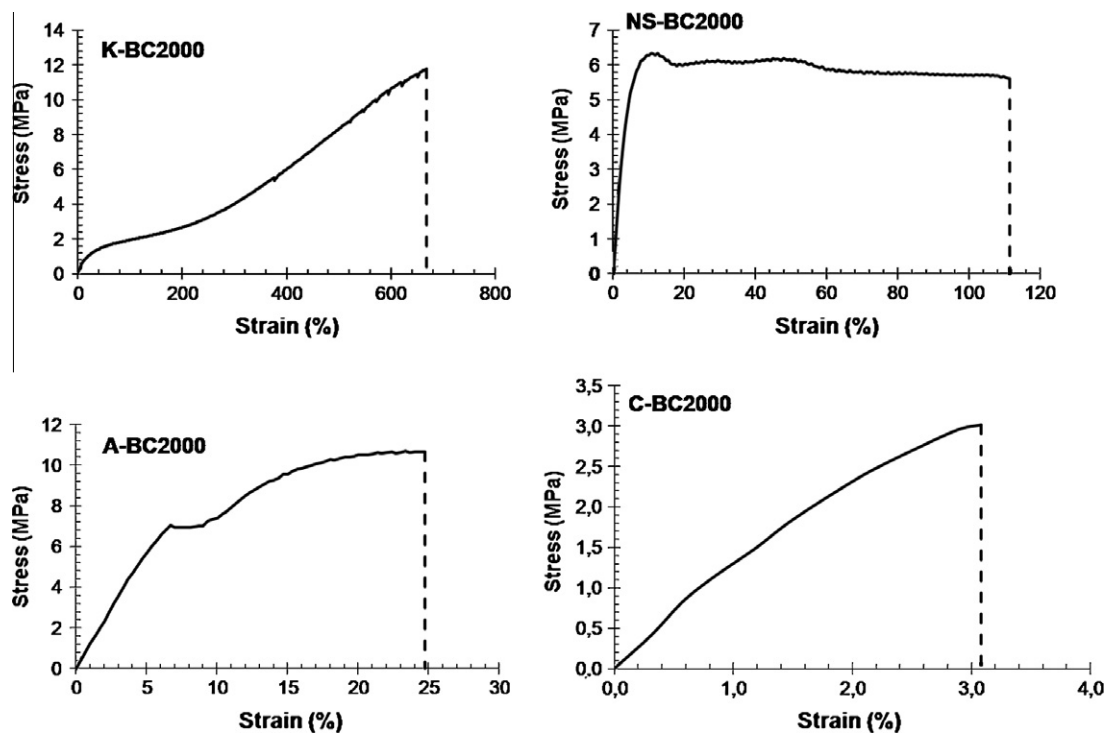 K-BC2000
Stress (MPa)
14
12
10
8
6
4
2
0
0 200 400 600 800
Strain (%)
NS-BC2000
Stress (MPa)
7
6
5
4
3
2
1
0
0 20 40 60 80 100 120
Strain (%)
A-BC2000
Stress (MPa)
12
10
8
6
4
2
0
0 5 10 15 20 25 30
Strain (%)
C-BC2000
Stress (MPa)
3,5
3,0
2,5
2,0
1,5
1,0
0,5
0,0
0,0 1,0 2,0 3,0 4,0
Strain (%)